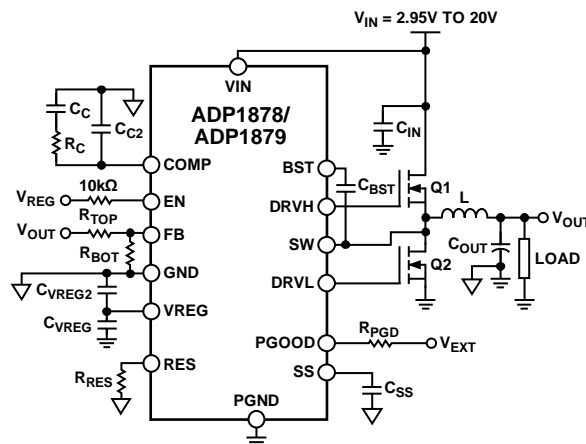 V_IN = 2.95V TO 20V
VIN
ADP1878/
ADP1879
C_C
C_C2
R_C
C_IN
COMP
BST
C_BST
Q1
V_REG
10kΩ
EN
DRVH
L
R_TOP
V_OUT
FB
SW
V_OUT
R_BOT
C_OUT
LOAD
GND
Q2
C_VREG2
DRVL
VREG
C_VREG
R_PGD
PGOOD
V_EXT
RES
R_RES
SS
C_SS
PGND